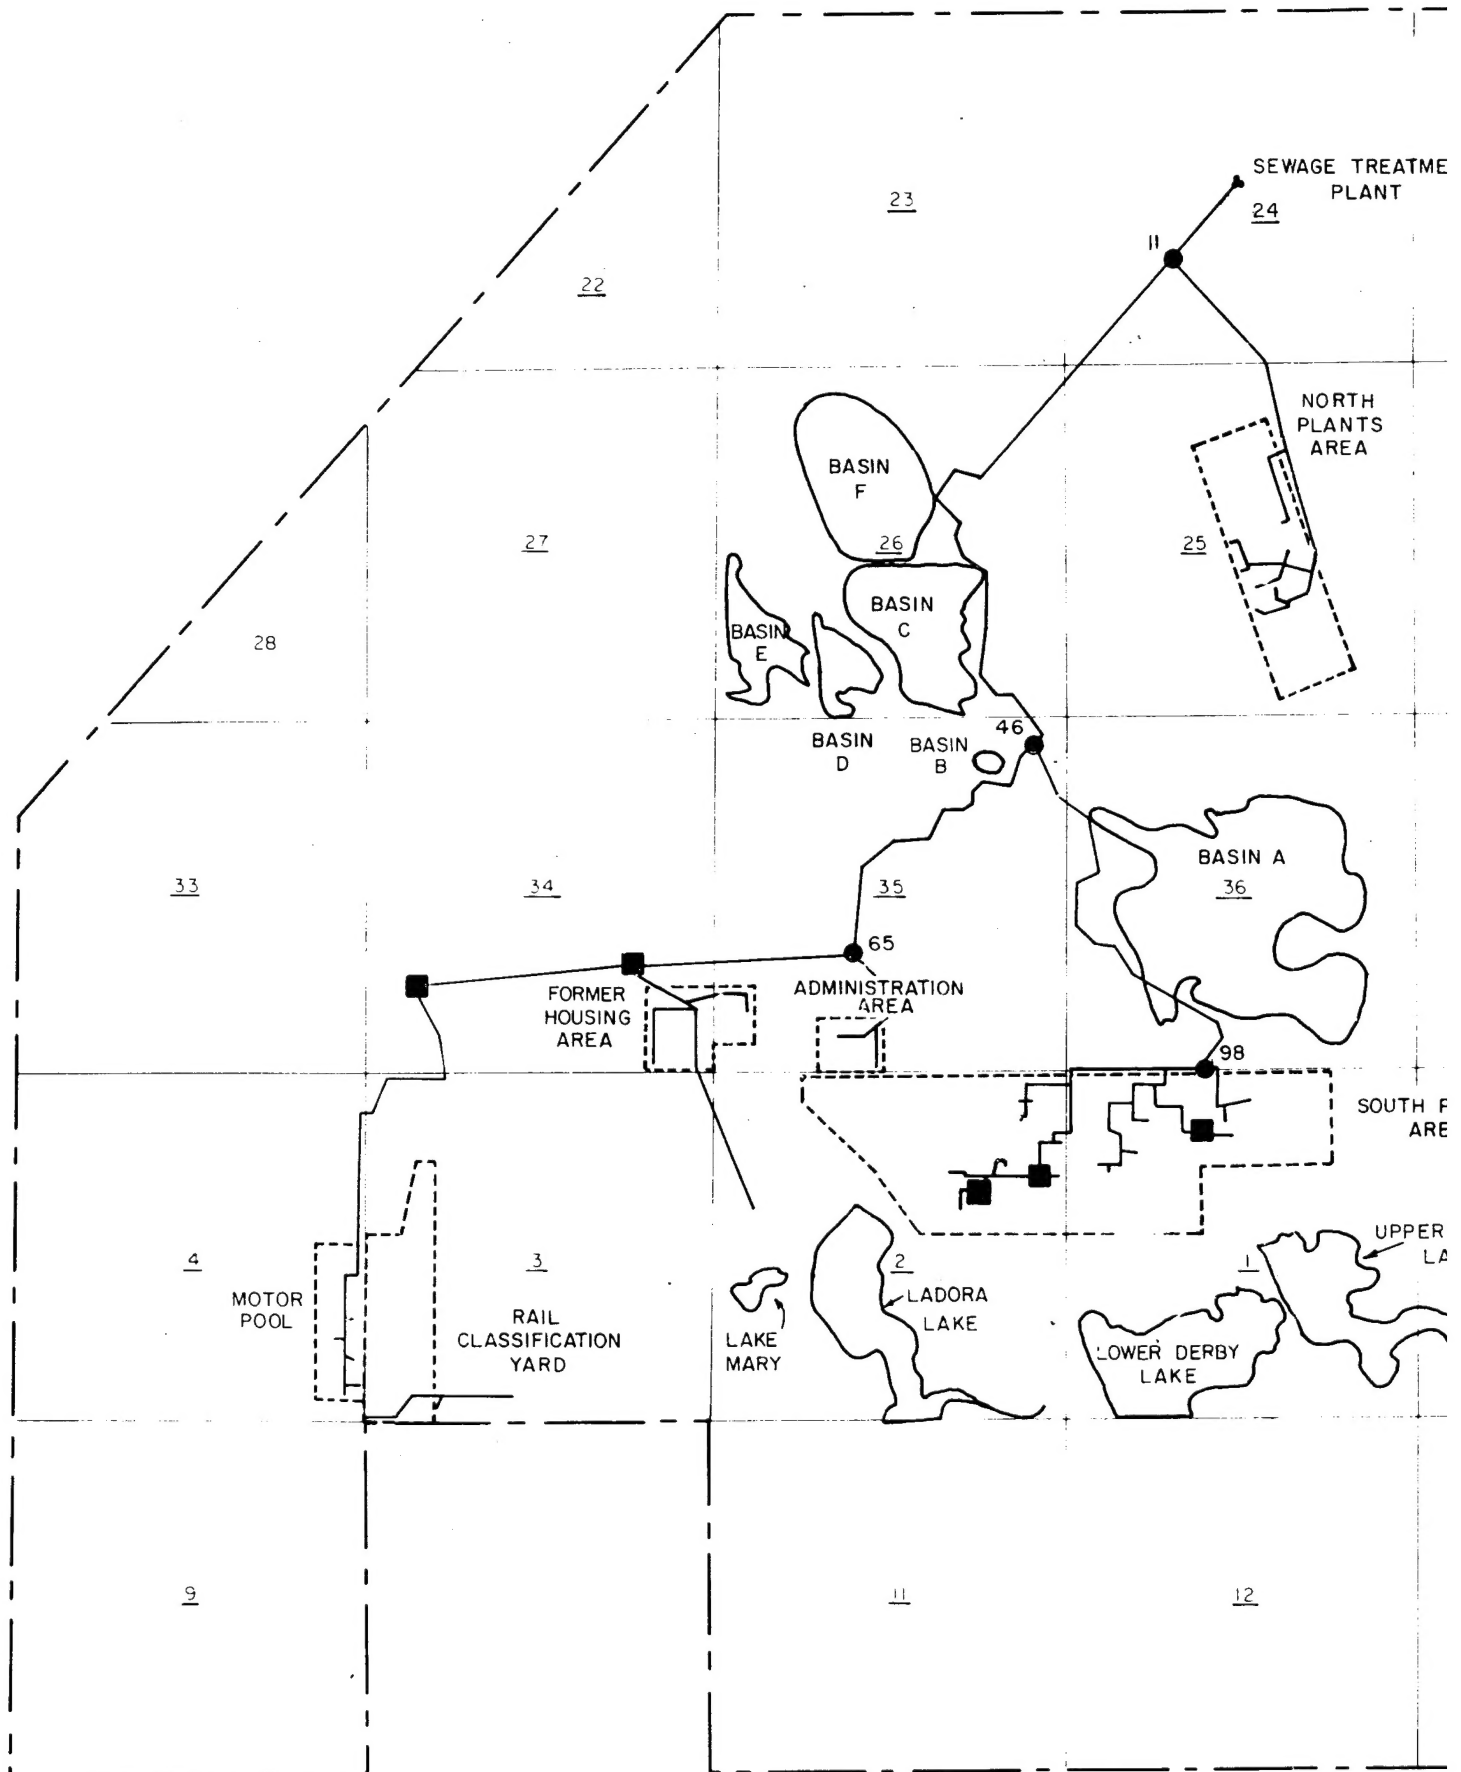 SEWAGE TREATME
PLANT
23
24
11
22
NORTH
PLANTS
AREA
BASIN
F
27
26
25
BASIN
C
BASIN
E
28
46
BASIN
D
BASIN
B
BASIN A
33
34
35
36
65
FORMER
HOUSING
AREA
ADMINISTRATION
AREA
98
SOUTH P
ARE
4
3
2
1
UPPER
LA
MOTOR
POOL
RAIL
CLASSIFICATION
YARD
LAKE
MARY
LADORA
LAKE
LOWER DERBY
LAKE
9
11
12